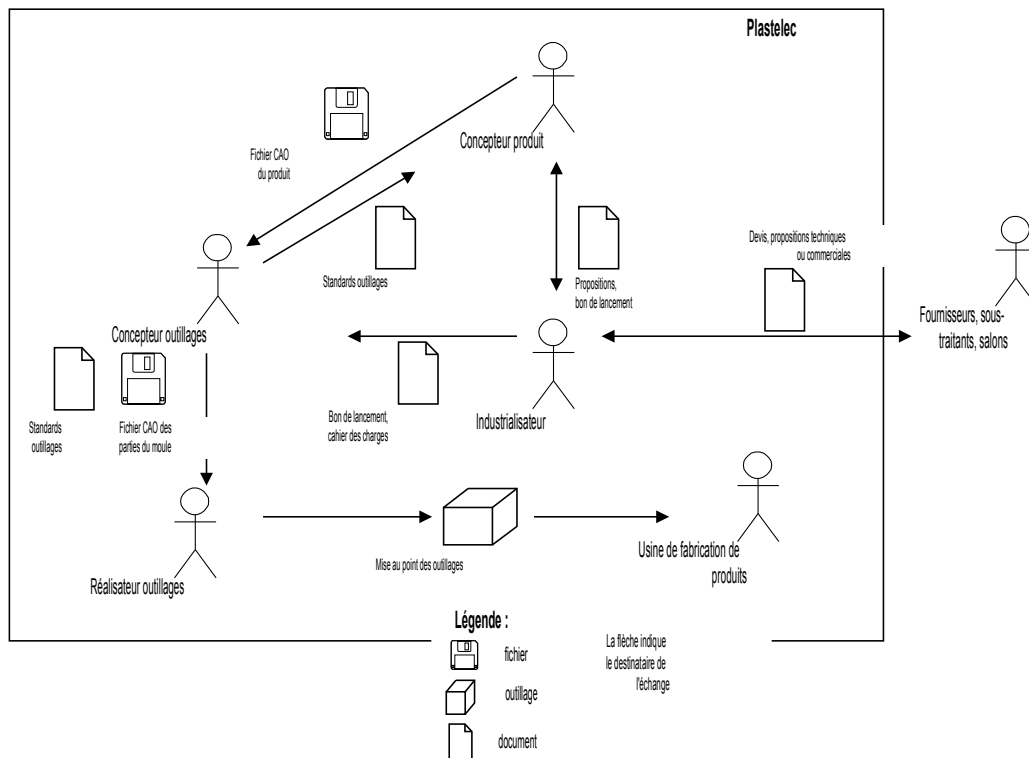 Plastelec
Concepteur produit
Fichier CAO
du produit
Standards outillages
Propositions,
bon de lancement
Devis, propositions techniques
ou commerciales
Fournisseurs, sous-
traitants, salons
Concepteur outillages
Industrialisateur
Bon de lancement,
cahier des charges
Standards
outillages
Fichier CAO des
parties du moule
Réalisateur outillages
Mise au point des outillages
Usine de fabrication de
produits
Légende :
fichier
outillage
document
La flèche indique
le destinataire de
l'échange